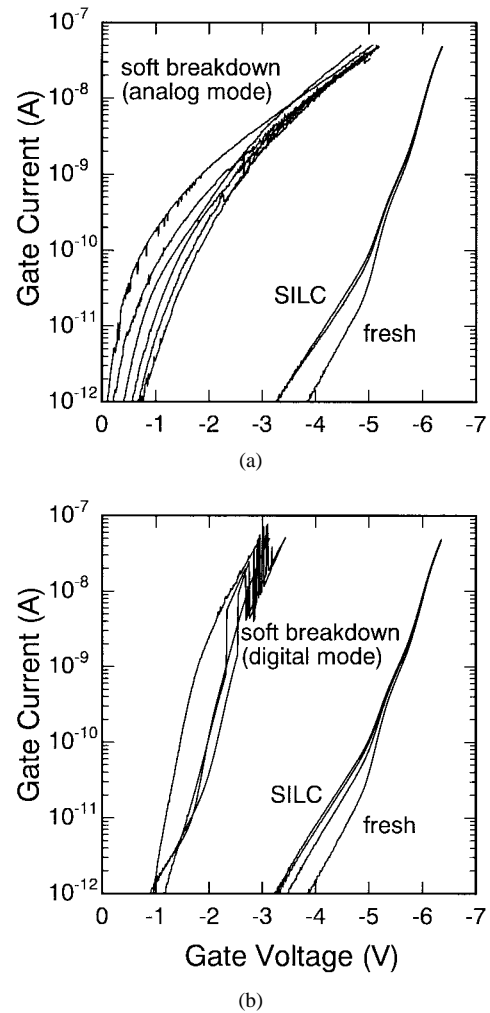 10-7
soft breakdown
(analog mode)
10-8
10-9
Gate Current (A)
10-10
SILC
fresh
10-11
10-12
0 -1 -2 -3 -4 -5 -6 -7
(a)
10-7
10-8
soft breakdown
(digital mode)
10-9
Gate Current (A)
10-10
SILC
fresh
10-11
10-12
0 -1 -2 -3 -4 -5 -6 -7
Gate Voltage (V)
(b)